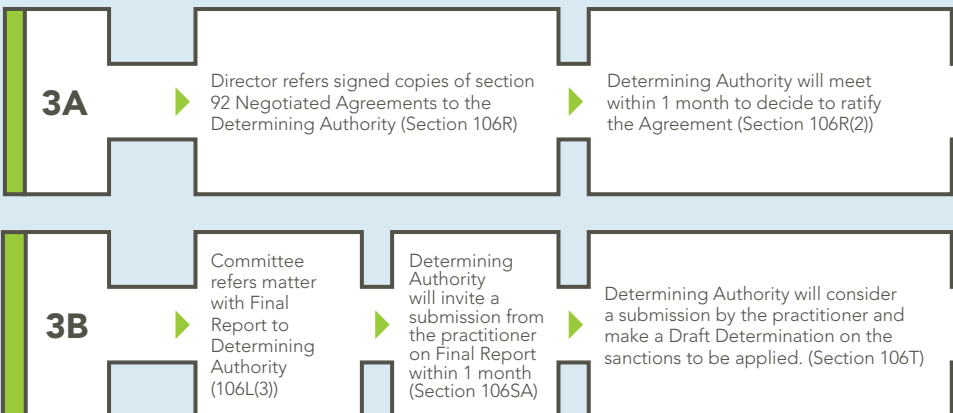 3A
Director refers signed copies of section
92 Negotiated Agreements to the
Determining Authority (Section 106R)
Determining Authority will meet
within 1 month to decide to ratify
the Agreement (Section 106R(2))
3B
Committee
refers matter
with Final
Report to
Determining
Authority
(106L(3))
Determining
Authority
will invite a
submission from
the practitioner
on Final Report
within 1 month
(Section 106SA)
Determining Authority will consider
a submission by the practitioner and
make a Draft Determination on the
sanctions to be applied. (Section 106T)